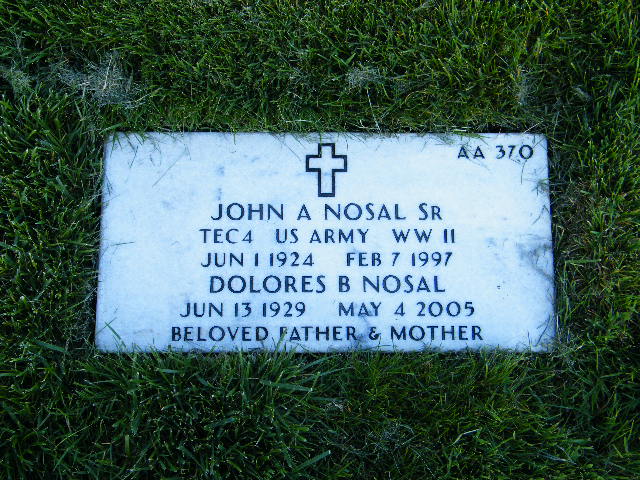 AA 370
JOHN A NOSAL SR
TEC4 US ARMY WW II
JUN 1 1924 FEB 7 1997
DOLORES B NOSAL
JUN 13 1929 MAY 4 2005
BELOVED FATHER & MOTHER